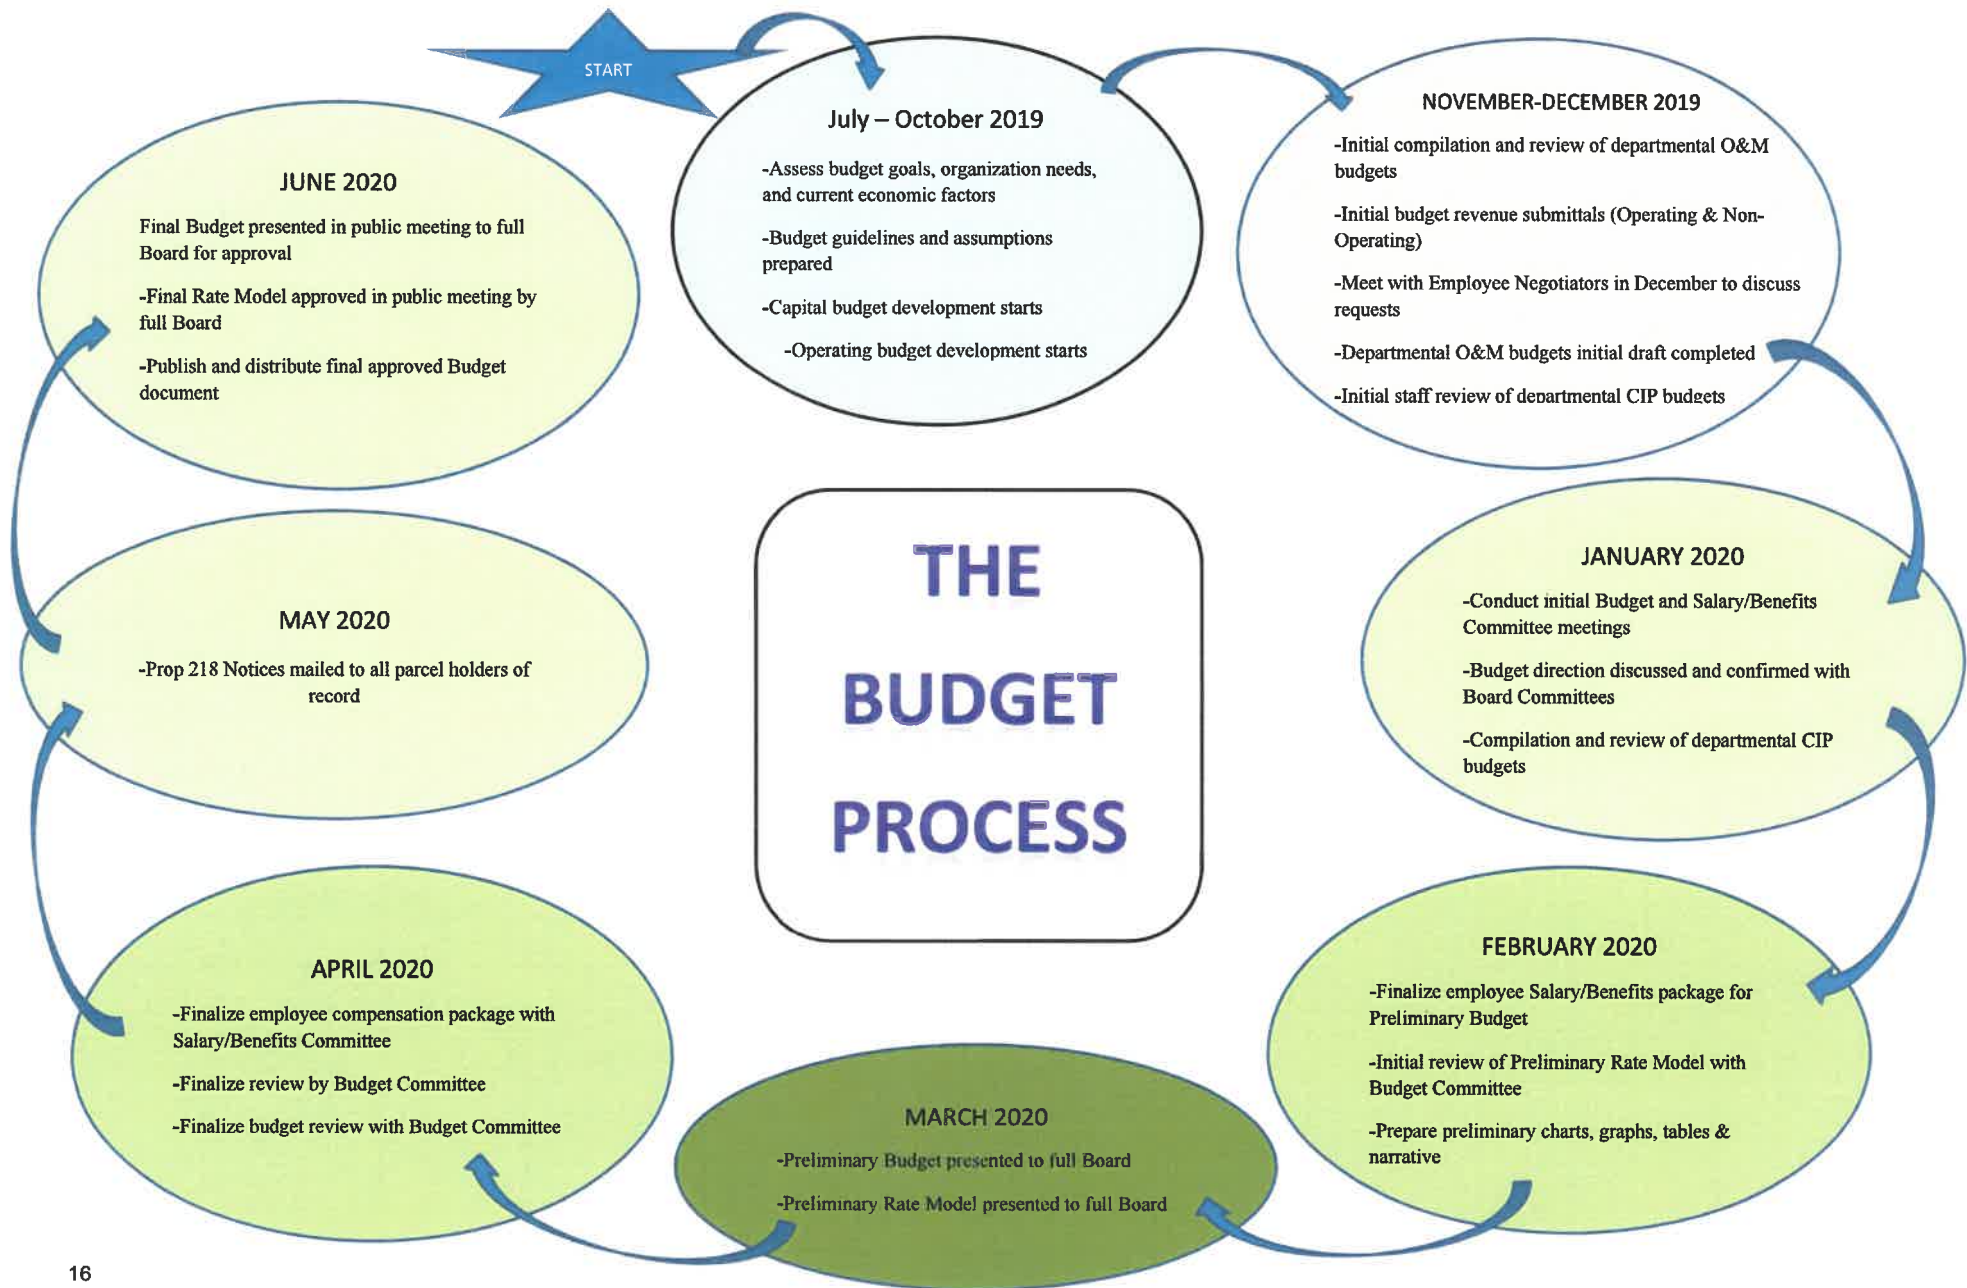 START
July – October 2019
-Assess budget goals, organization needs,
and current economic factors
-Budget guidelines and assumptions
prepared
-Capital budget development starts
-Operating budget development starts
NOVEMBER-DECEMBER 2019
-Initial compilation and review of departmental O&M
budgets
-Initial budget revenue submittals (Operating & Non-
Operating)
-Meet with Employee Negotiators in December to discuss
requests
-Departmental O&M budgets initial draft completed
-Initial staff review of departmental CIP budgets
JANUARY 2020
-Conduct initial Budget and Salary/Benefits
Committee meetings
-Budget direction discussed and confirmed with
Board Committees
-Compilation and review of departmental CIP
budgets
FEBRUARY 2020
-Finalize employee Salary/Benefits package for
Preliminary Budget
-Initial review of Preliminary Rate Model with
Budget Committee
-Prepare preliminary charts, graphs, tables &
narrative
MARCH 2020
-Preliminary Budget presented to full Board
-Preliminary Rate Model presented to full Board
APRIL 2020
-Finalize employee compensation package with
Salary/Benefits Committee
-Finalize review by Budget Committee
-Finalize budget review with Budget Committee
MAY 2020
-Prop 218 Notices mailed to all parcel holders of
record
JUNE 2020
Final Budget presented in public meeting to full
Board for approval
-Final Rate Model approved in public meeting by
full Board
-Publish and distribute final approved Budget
document
THE
BUDGET
PROCESS
16